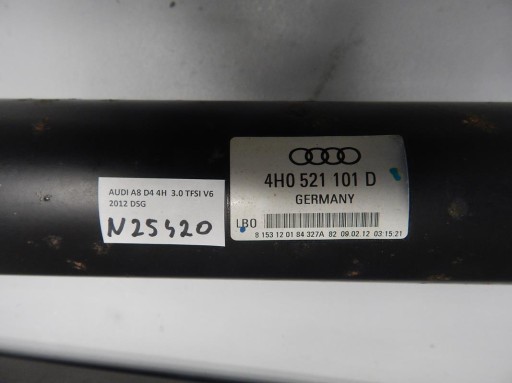 AUDI A8 D4 4H 3.0 TFSI V6
2012 DSG
N25420
4H0 521 101 D
GERMANY
LBO
8 153 12 01 84 327A 82 09.02.12 03:15:21